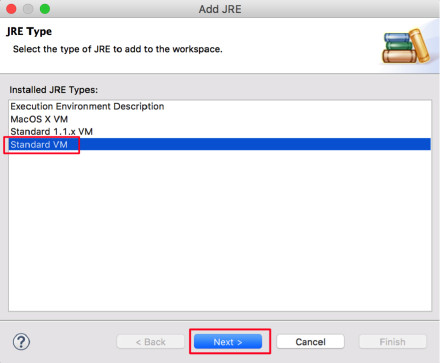 Add JRE
JRE Type
Select the type of JRE to add to the workspace.
Installed JRE Types:
Execution Environment Description
MacOS X VM
Standard 1.1.x VM
Standard VM
?
< Back
Next >
Cancel
Finish